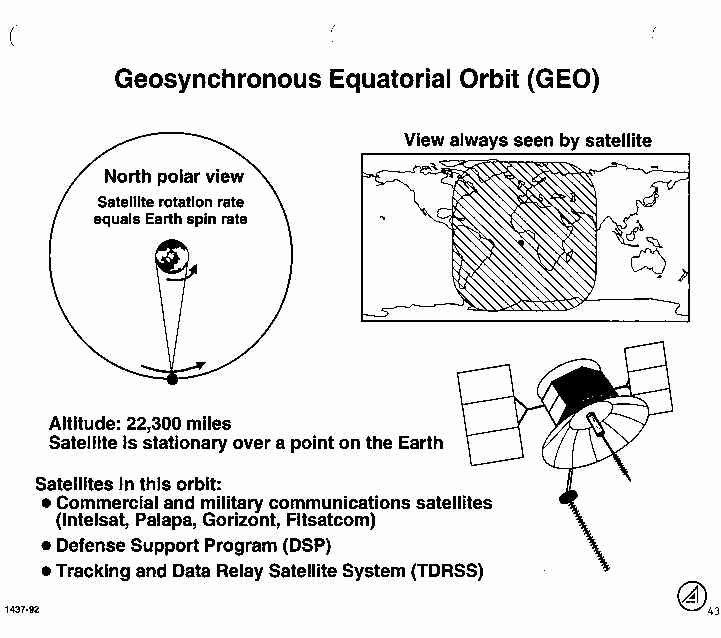 Geosynchronous Equatorial Orbit (GEO)
North polar view
Satellite rotation rate
equals Earth spin rate
View always seen by satellite
Altitude: 22,300 miles
Satellite is stationary over a point on the Earth
Satellites in this orbit:
● Commercial and military communications satellites
(Intelsat, Palapa, Gorizont, Fltsatcom)
● Defense Support Program (DSP)
● Tracking and Data Relay Satellite System (TDRSS)
1437-92
43